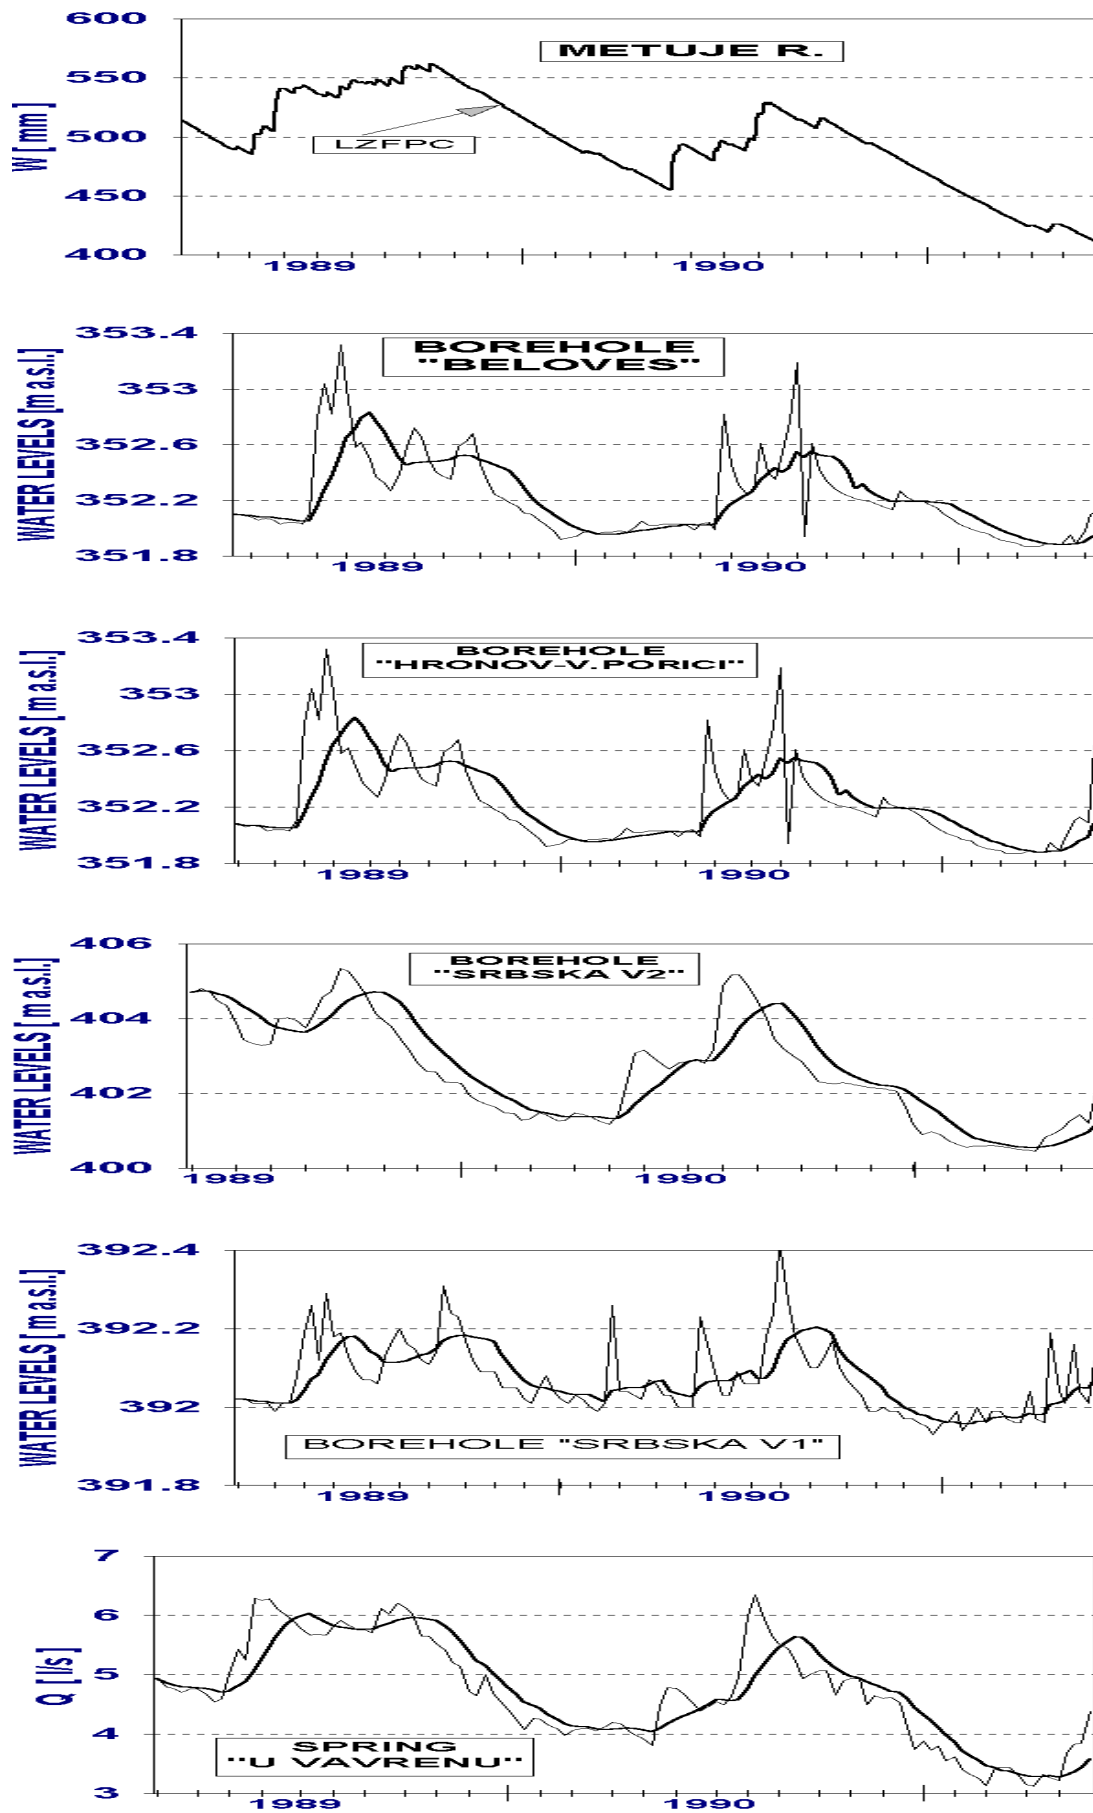 600
METUJE R.
550
W [ mm]
500
LZFPC
450
400
1989
1990
353.4
BOREHOLE
"BELOVES"
353
WATER LEVELS [m a.s.l.]
352.6
352.2
351.8
1989
1990
353.4
BOREHOLE
"HRONOV-V.PORICI"
353
WATER LEVELS [ m a.s.l.]
352.6
352.2
351.8
1989
1990
406
BOREHOLE
"SRBSKA V2"
404
WATER LEVELS [m a.s.l.]
402
400
1989
1990
392.4
392.2
WATER LEVELS [m a.s.l.]
392
BOREHOLE "SRBSKA V1"
391.8
1989
1990
7
6
5
Q [ l/s ]
4
SPRING
"U VAVRENU"
3
1989
1990